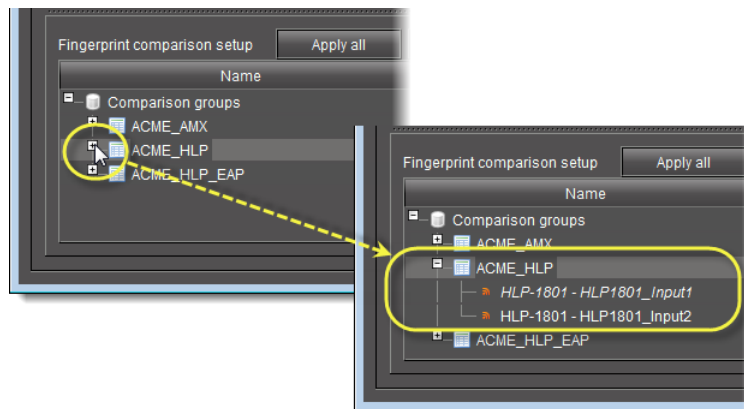 Fingerprint comparison setup Apply all
Name
Comparison groups
ACME_AMX
ACME_HLP
ACME_HLP_EAP
Fingerprint comparison setup Apply all
Name
Comparison groups
ACME_AMX
ACME_HLP
HLP-1801 - HLP1801_Input1
HLP-1801 - HLP1801_Input2
ACME_HLP_EAP